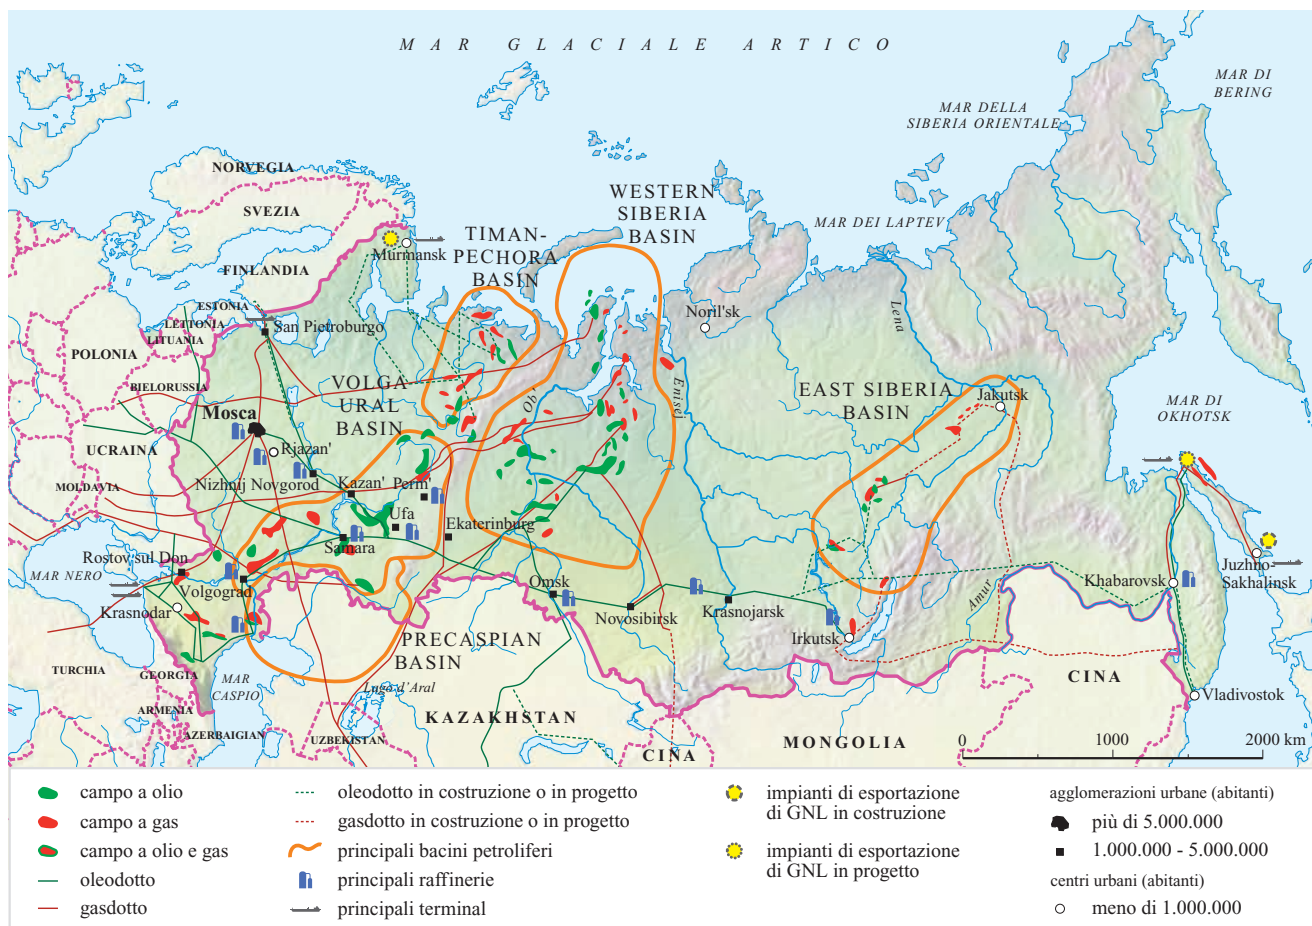 MAR GLACIALE ARTICO
MAR DI
BERING
MAR DELLA
SIBERIA ORIENTALE
NORVEGIA
WESTERN
SIBERIA
BASIN
SVEZIA
MAR DEI LAPTEV
TIMAN-
PECHORA
BASIN
Murmansk
FINLANDIA
ESTONIA
LETTONIA
LITUANIA
San Pietroburgo
Noril'sk
Lena
POLONIA
BIELORUSSIA
VOLGA
URAL
BASIN
Ob'
Enisej
EAST SIBERIA
BASIN
Jakutsk
MAR DI
OKHOTSK
Mosca
Rjazan'
UCRAINA
Nizhnij Novgorod
MOLDAVIA
Kazan'
Perm'
Ufa
Ekaterinburg
Samara
Rostov sul Don
MAR NERO
Volgograd
Krasnodar
Omsk
Novosibirsk
Krasnojarsk
Irkutsk
Amur
Khabarovsk
Juzhno-
Sakhalinsk
PRECASPIAN
BASIN
TURCHIA
GEORGIA
MAR
CASPIO
Lago d'Aral
ARMENIA
AZERBAIGIAN
UZBEKISTAN
KAZAKHSTAN
CINA
MONGOLIA
CINA
Vladivostok
0 1000 2000 km
campo a olio
campo a gas
campo a olio e gas
oleodotto
gasdotto
oleodotto in costruzione o in progetto
gasdotto in costruzione o in progetto
principali bacini petroliferi
principali raffinerie
principali terminal
impianti di esportazione
di GNL in costruzione
impianti di esportazione
di GNL in progetto
agglomerazioni urbane (abitanti)
più di 5.000.000
1.000.000 - 5.000.000
centri urbani (abitanti)
meno di 1.000.000